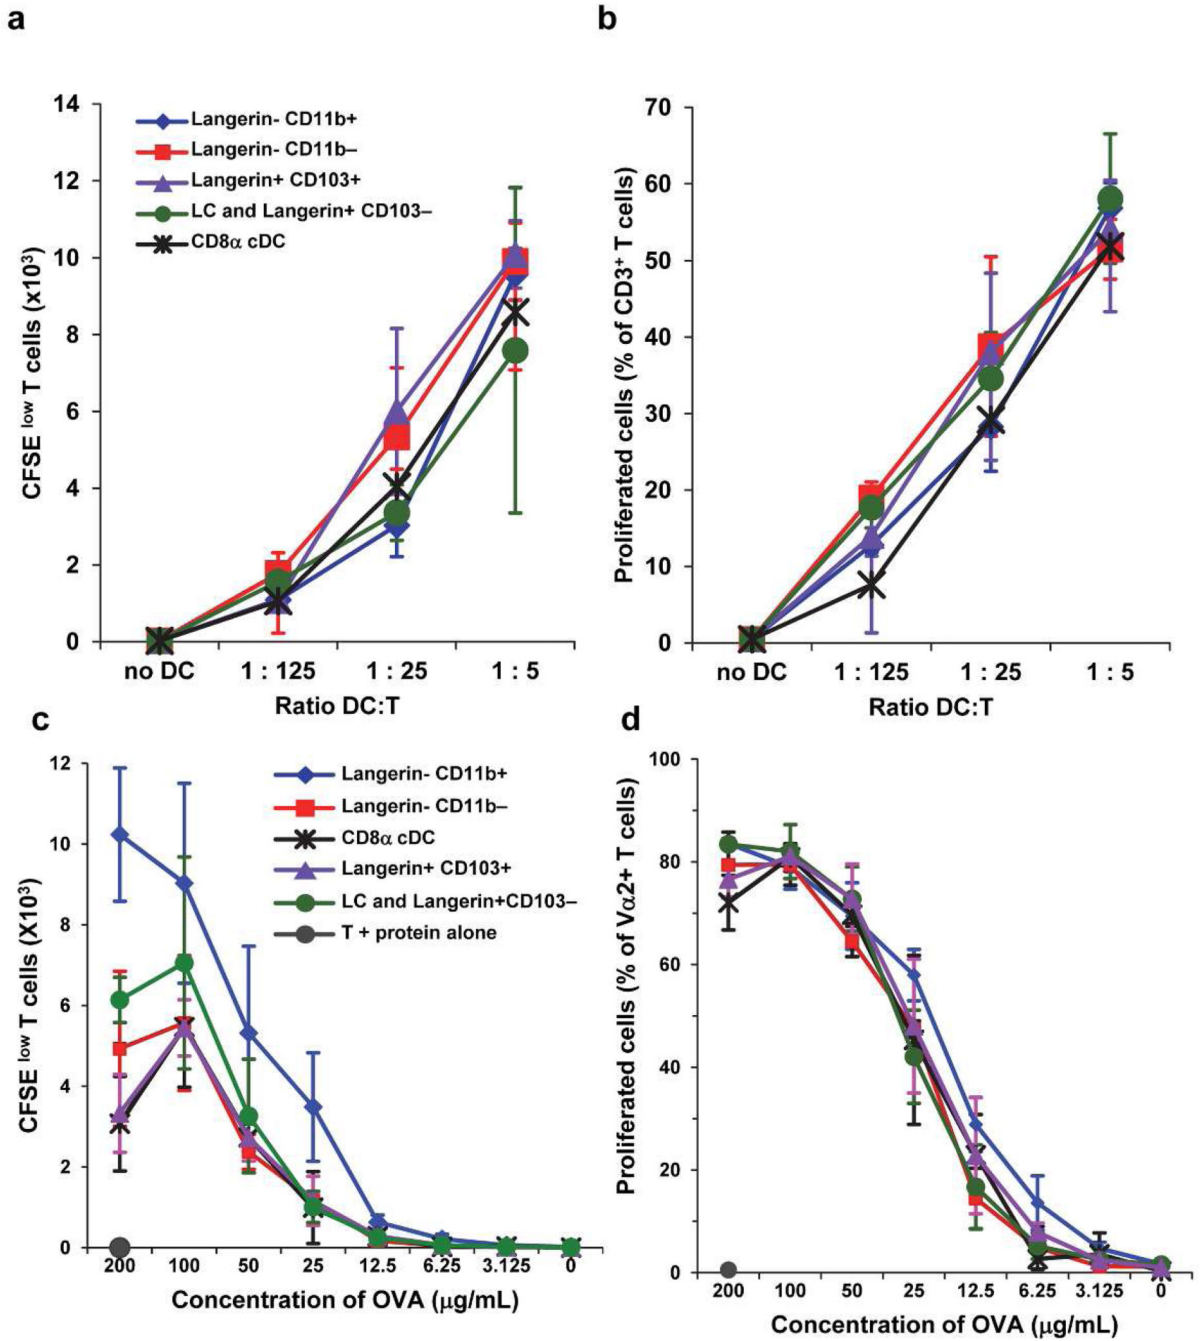 a
CFSE low T cells (x10³)
14
12
10
8
6
4
2
0
Langerin- CD11b+
Langerin- CD11b–
Langerin+ CD103+
LC and Langerin+ CD103–
CD8α cDC
no DC 1 : 125 1 : 25 1 : 5
Ratio DC:T
b
Proliferated cells (% of CD3⁺ T cells)
70
60
50
40
30
20
10
0
no DC 1 : 125 1 : 25 1 : 5
Ratio DC:T
c
CFSE low T cells (X10³)
12
10
8
6
4
2
0
Langerin- CD11b+
Langerin- CD11b–
CD8α cDC
Langerin+ CD103+
LC and Langerin+CD103–
T + protein alone
200 100 50 25 12.5 6.25 3.125 0
Concentration of OVA (µg/mL)
d
Proliferated cells (% of Vα2+ T cells)
100
80
60
40
20
0
200 100 50 25 12.5 6.25 3.125 0
Concentration of OVA (µg/mL)